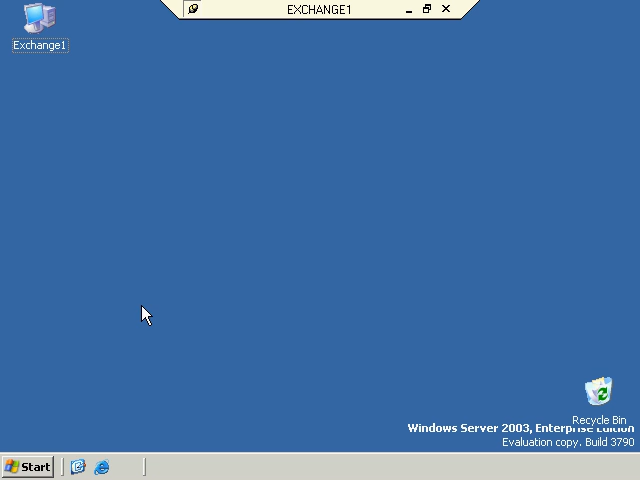 EXCHANGE1
Exchange1
Recycle Bin
Windows Server 2003, Enterprise Edition
Evaluation copy. Build 3790
Start